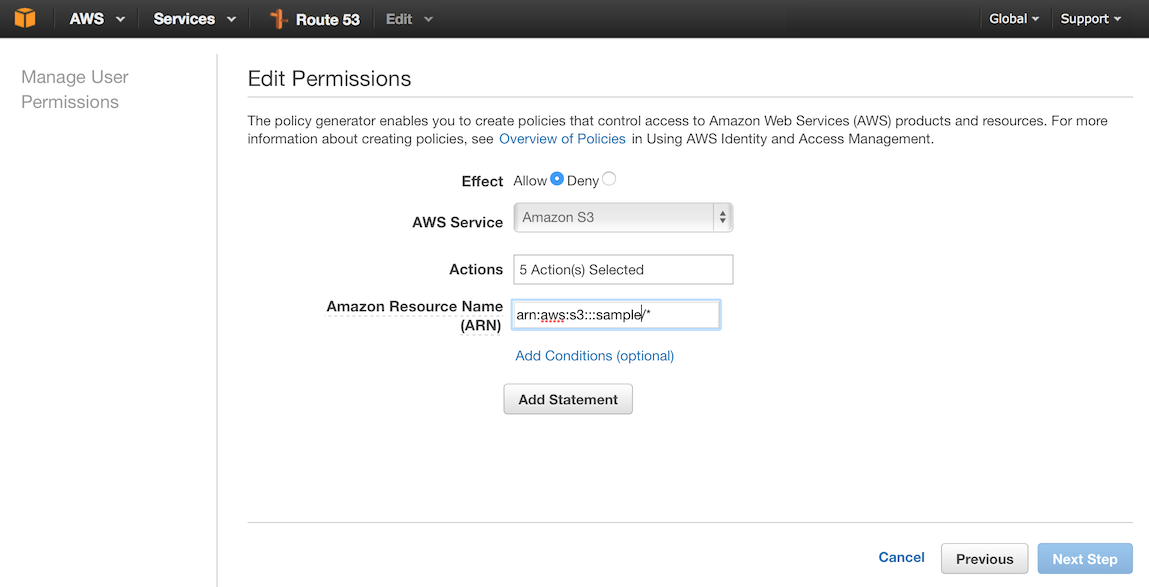 AWS Services Route 53 Edit Global Support
Manage User
Permissions
Edit Permissions
The policy generator enables you to create policies that control access to Amazon Web Services (AWS) products and resources. For more
information about creating policies, see Overview of Policies in Using AWS Identity and Access Management.
Effect Allow Deny
AWS Service Amazon S3
Actions 5 Action(s) Selected
Amazon Resource Name
(ARN)
arn:aws:s3:::sample/*
Add Conditions (optional)
Add Statement
Cancel Previous Next Step